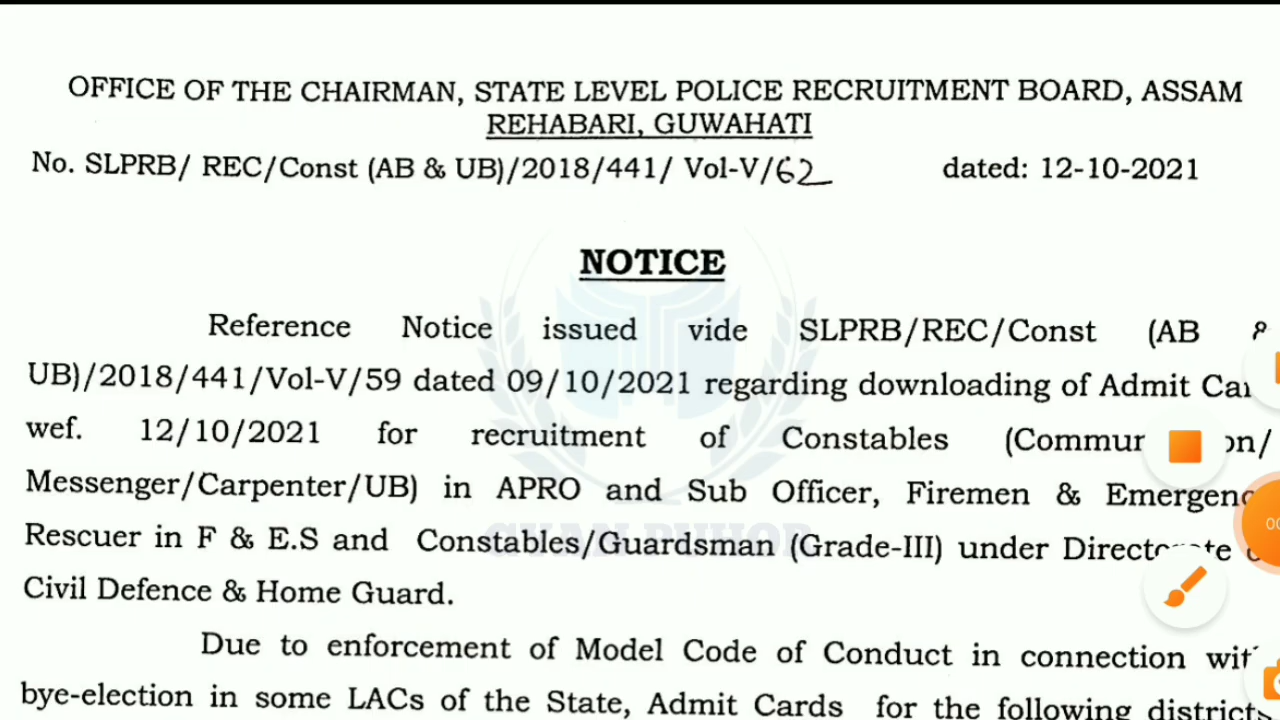 OFFICE OF THE CHAIRMAN, STATE LEVEL POLICE RECRUITMENT BOARD, ASSAM
REHABARI, GUWAHATI
No. SLPRB/ REC/Const (AB & UB)/2018/441/ Vol-V/62 dated: 12-10-2021
NOTICE
Reference Notice issued vide SLPRB/REC/Const (AB
UB)/2018/441/Vol-V/59 dated 09/10/2021 regarding downloading of Admit
wef. 12/10/2021 for recruitment of Constables
Messenger/Carpenter/UB) in APRO and Sub Officer, Firemen &
Rescuer in F & E.S and Constables/Guardsman (Grade-III) under
Civil Defence & Home Guard.
Due to enforcement of Model Code of Conduct in connection
bye-election in some LACs of the State, Admit Cards for the following districts